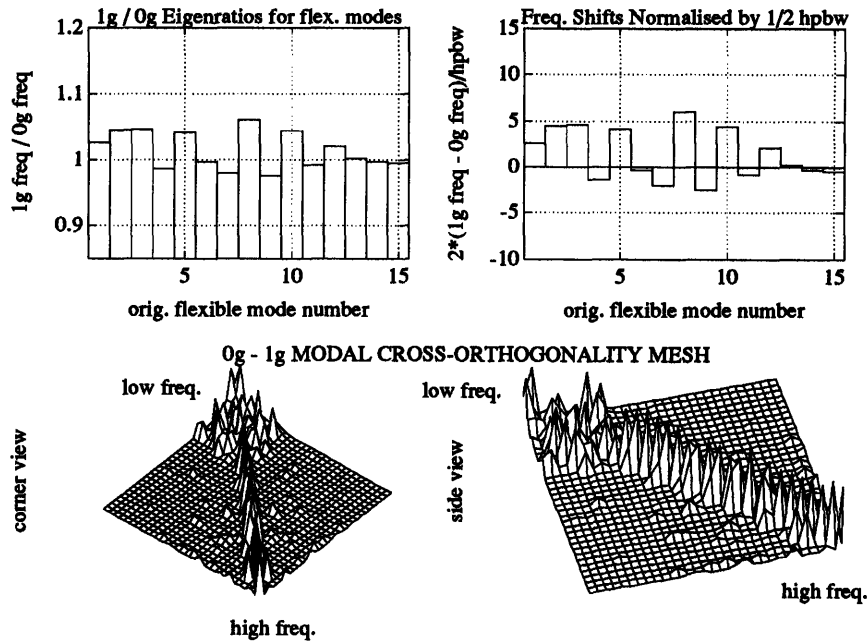 1g / 0g Eigenratios for flex. modes
1.2
1.1
1
0.9
1g freq / 0g freq
5
10
15
orig. flexible mode number
Freq. Shifts Normalised by 1/2 hpbw
15
10
5
0
-5
-10
2*(1g freq - 0g freq)/hpbw
5
10
15
orig. flexible mode number
0g - 1g MODAL CROSS-ORTHOGONALITY MESH
low freq.
corner view
high freq.
low freq.
side view
high freq.